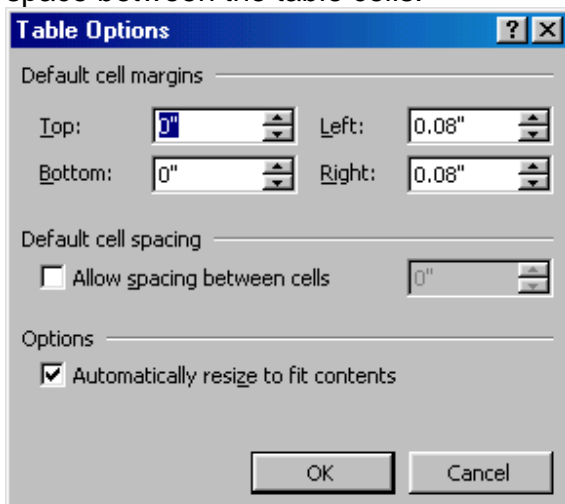 space between the table cells.
Table Options ? ×
Default cell margins
Top: 0" Left: 0.08"
Bottom: 0" Right: 0.08"
Default cell spacing
Allow spacing between cells 0"
Options
Automatically resize to fit contents
OK Cancel